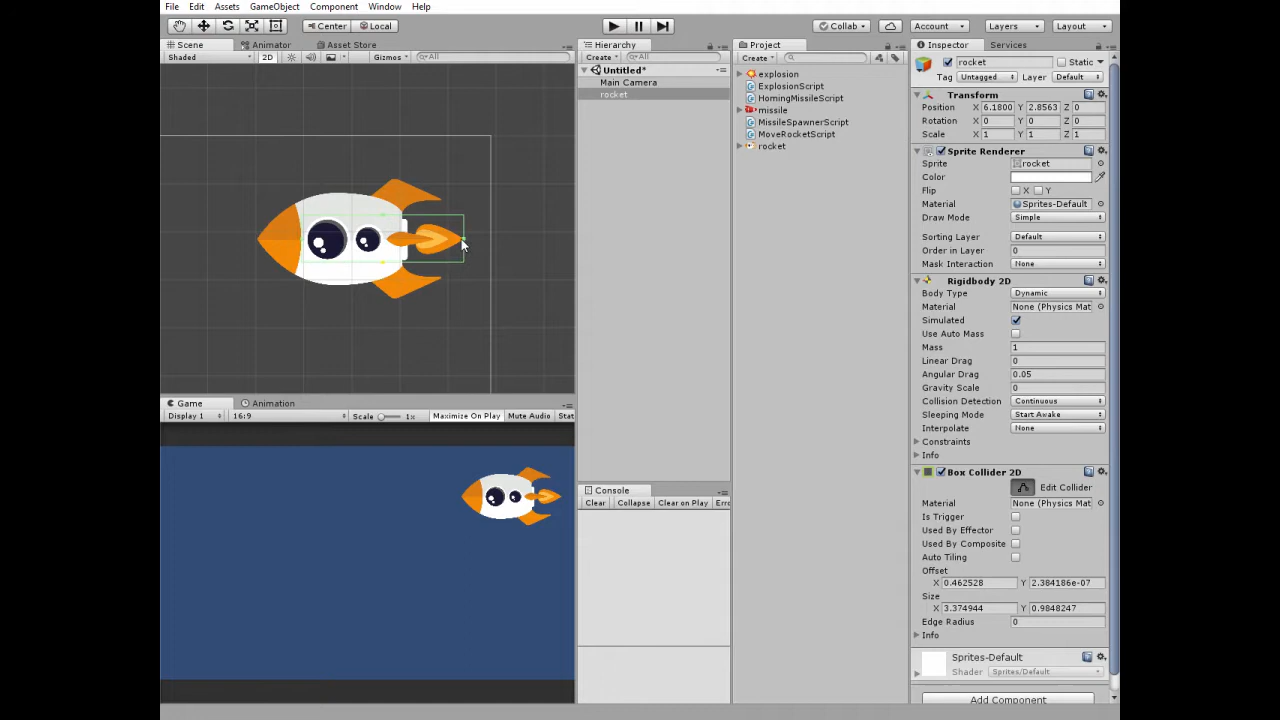 File Edit Assets GameObject Component Window Help
Center Local Collab Account Layers Layout
Scene Animator Asset Store
Shaded 2D Gizmos All
Hierarchy
Create All
Untitled*
Main Camera
rocket
Project
Create
explosion
ExplosionScript
HomingMissileScript
missile
MissileSpawnerScript
MoveRocketScript
rocket
Game Animation
Display 1 16:9 Scale 1x Maximize On Play Mute Audio Stat
Console
Clear Collapse Clear on Play Erro
Inspector Services
rocket Static
Tag Untagged Layer Default
Transform
Position X 6.1800 Y 2.8563 Z 0
Rotation X 0 Y 0 Z 0
Scale X 1 Y 1 Z 1
Sprite Renderer
Sprite rocket
Color
Flip X Y
Material Sprites-Default
Draw Mode Simple
Sorting Layer Default
Order in Layer 0
Mask Interaction None
Rigidbody 2D
Body Type Dynamic
Material None (Physics Mat
Simulated
Use Auto Mass
Mass 1
Linear Drag 0
Angular Drag 0.05
Gravity Scale 0
Collision Detection Continuous
Sleeping Mode Start Awake
Interpolate None
Constraints
Info
Box Collider 2D
Edit Collider
Material None (Physics Mat
Is Trigger
Used By Effector
Used By Composite
Auto Tiling
Offset
X 0.462528 Y 2.384186e-07
Size
X 3.374944 Y 0.9848247
Edge Radius 0
Info
Sprites-Default
Shader Sprites/Default
Add Component